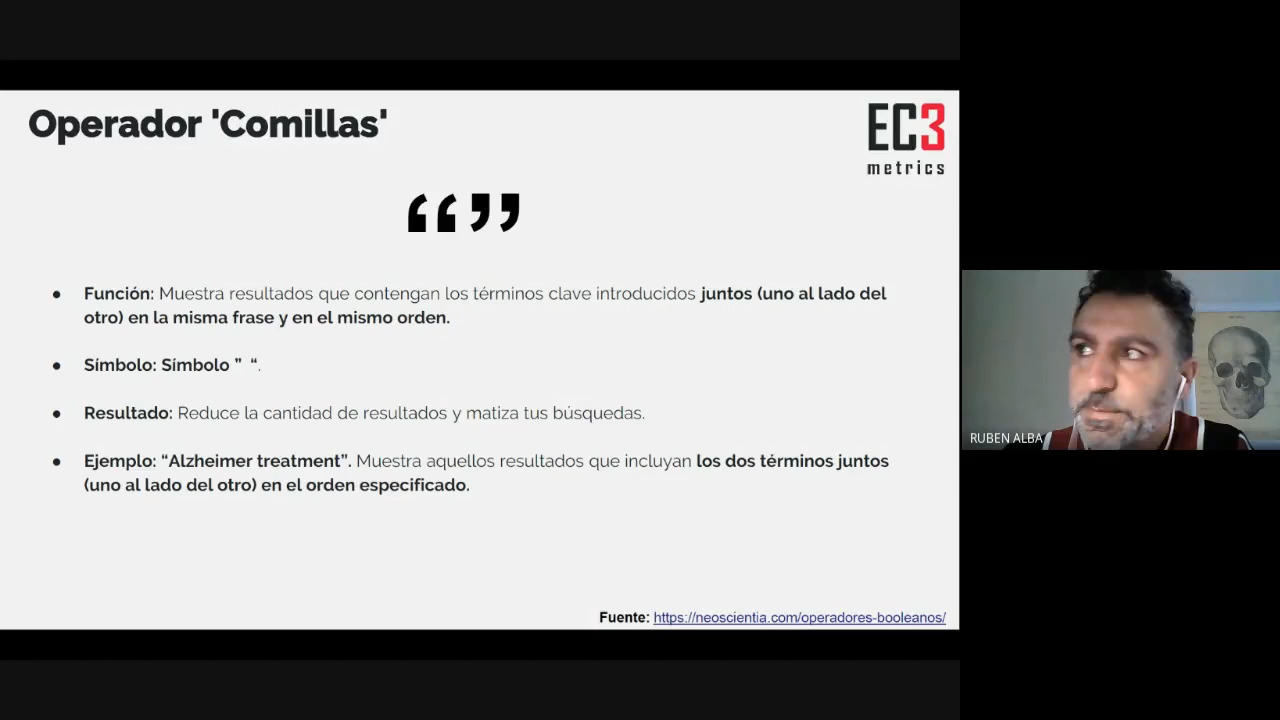 Operador 'Comillas'
EC3
metrics
“ ”
● Función: Muestra resultados que contengan los términos clave introducidos juntos (uno al lado del
otro) en la misma frase y en el mismo orden.
● Símbolo: Símbolo ” “.
● Resultado: Reduce la cantidad de resultados y matiza tus búsquedas.
● Ejemplo: “Alzheimer treatment”. Muestra aquellos resultados que incluyan los dos términos juntos
(uno al lado del otro) en el orden especificado.
Fuente: https://neoscientia.com/operadores-booleanos/
RUBEN ALBA